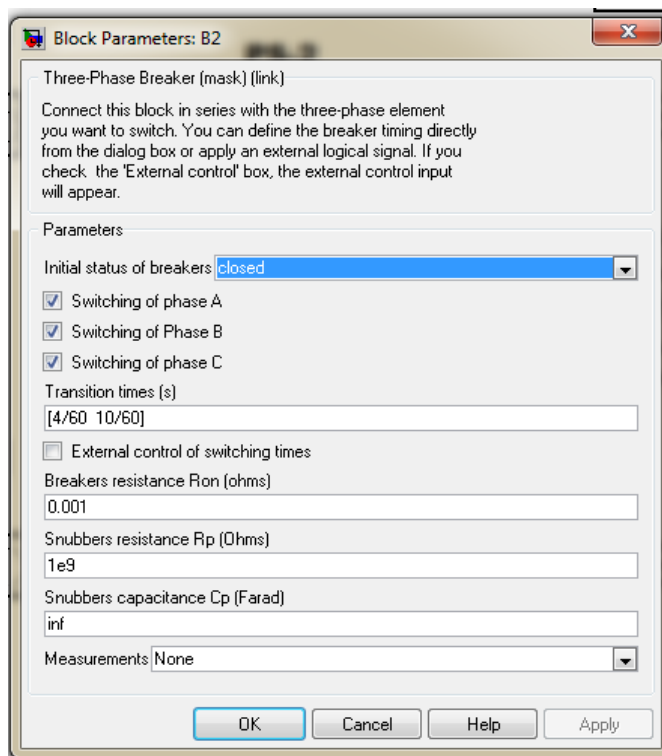 Block Parameters: B2
Three-Phase Breaker (mask) (link)
Connect this block in series with the three-phase element
you want to switch. You can define the breaker timing directly
from the dialog box or apply an external logical signal. If you
check the 'External control' box, the external control input
will appear.
Parameters
Initial status of breakers closed
Switching of phase A
Switching of Phase B
Switching of phase C
Transition times (s)
[4/60 10/60]
External control of switching times
Breakers resistance Ron (ohms)
0.001
Snubbers resistance Rp (Ohms)
1e9
Snubbers capacitance Cp (Farad)
inf
Measurements None
OK Cancel Help Apply